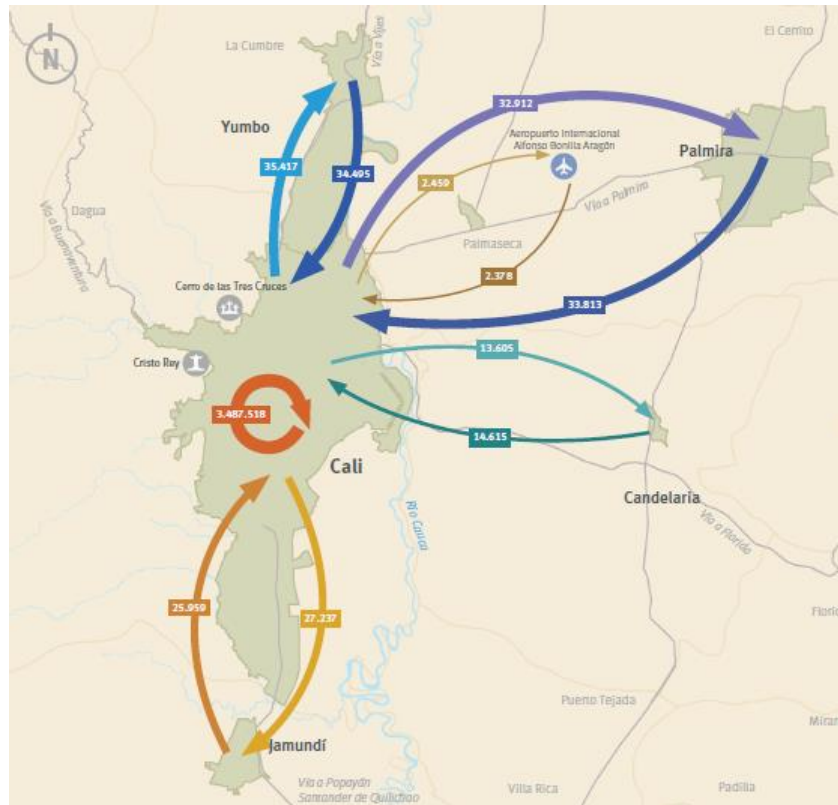 N
La Cumbre
Vía a Vijes
El Cerrito
Yumbo
32.912
Aeropuerto Internacional
Alfonso Bonilla Aragón
Palmira
35.417
34.495
2.459
Vía a Palmira
Dagua
Vía a Buenaventura
Palmaseca
2.378
Cerro de las Tres Cruces
33.813
13.605
Cristo Rey
3.487.518
14.615
Cali
Candelaria
Río Cauca
Vía a Florida
25.959
27.237
Puerto Tejada
Jamundí
Vía a Popayán
Santander de Quilichao
Villa Rica
Padilla